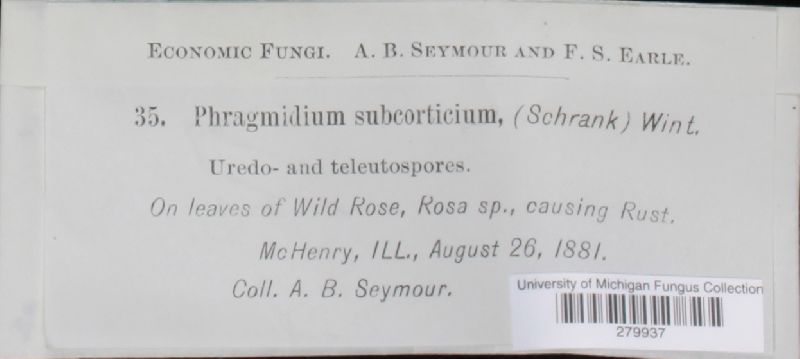 ECONOMIC FUNGI. A. B. SEYMOUR AND F. S. EARLE.
35. Phragmidium subcorticium, (Schrank) Wint.
Uredo- and teleutospores.
On leaves of Wild Rose, Rosa sp., causing Rust.
McHenry, ILL., August 26, 1881.
Coll. A. B. Seymour.
University of Michigan Fungus Collection
279937